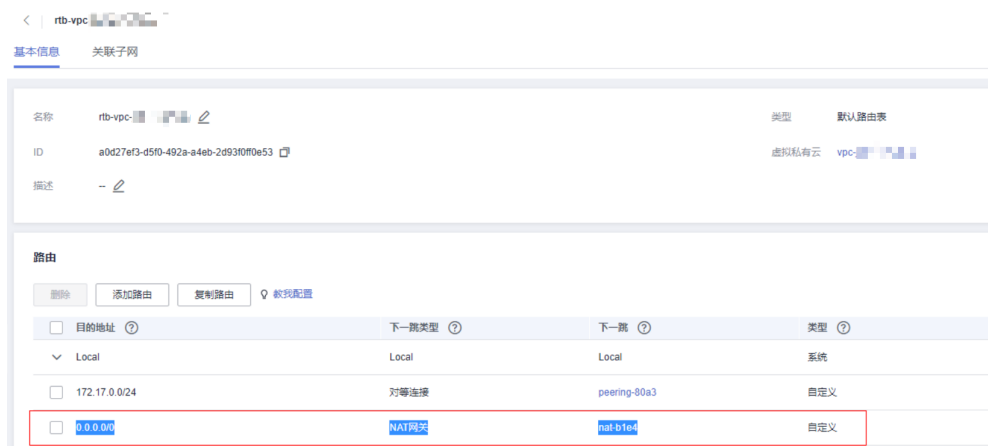 rtb-vpc
基本信息 关联子网
名称 rtb-vpc- 类型 默认路由表
ID a0d27ef3-d5f0-492a-a4eb-2d93f0ff0e53 虚拟私有云 vpc-
描述 --
路由
删除 添加路由 复制路由 教我配置
目的地址 下一跳类型 下一跳 类型
Local Local Local 系统
172.17.0.0/24 对等连接 peering-80a3 自定义
0.0.0.0/0 NAT网关 nat-b1e4 自定义